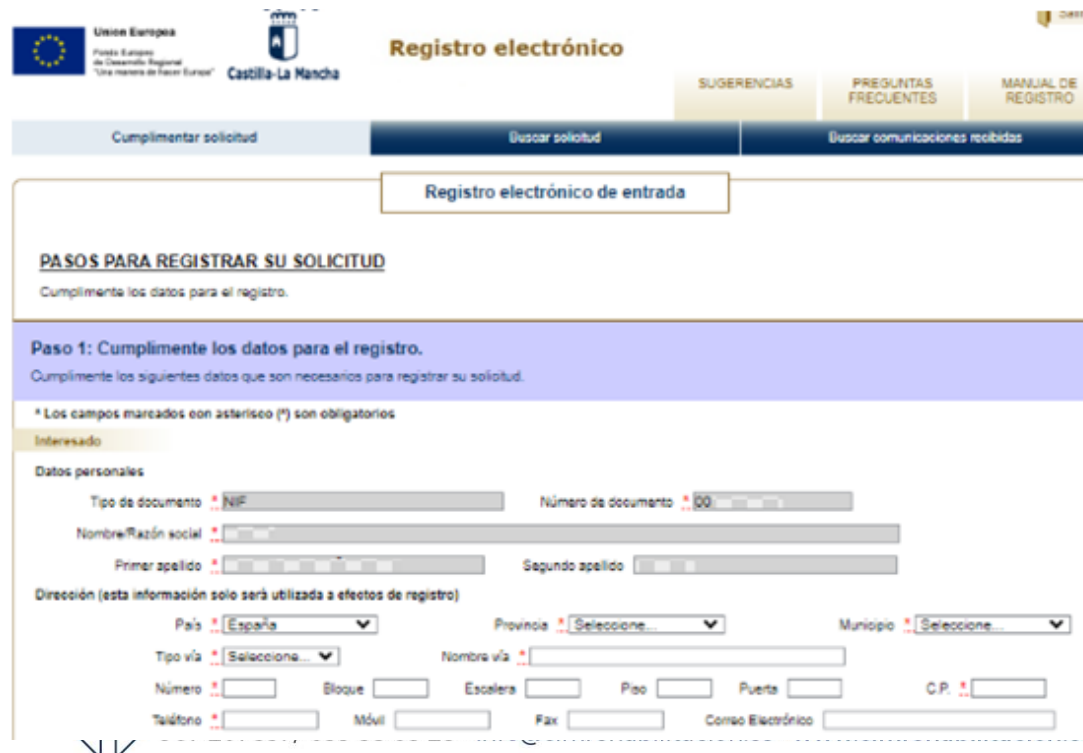 Unión Europea
Fondo Europeo
de Desarrollo Regional
"Una manera de hacer Europa"
Castilla-La Mancha
Registro electrónico
SUGERENCIAS
PREGUNTAS FRECUENTES
MANUAL DE REGISTRO
Cumplimentar solicitud
Buscar solicitud
Buscar comunicaciones recibidas
Registro electrónico de entrada
PASOS PARA REGISTRAR SU SOLICITUD
Cumplimente los datos para el registro.
Paso 1: Cumplimente los datos para el registro.
Cumplimente los siguientes datos que son necesarios para registrar su solicitud.
* Los campos marcados con asterisco (*) son obligatorios
Interesado
Datos personales
Tipo de documento * NIF Número de documento * 00
Nombre/Razón social *
Primer apellido * Segundo apellido
Dirección (esta información solo será utilizada a efectos de registro)
País * España Provincia * Seleccione... Municipio * Seleccione...
Tipo vía * Seleccione... Nombre vía *
Número * Bloque Escalera Piso Puerta C.P. *
Teléfono * Móvil Fax Correo Electrónico